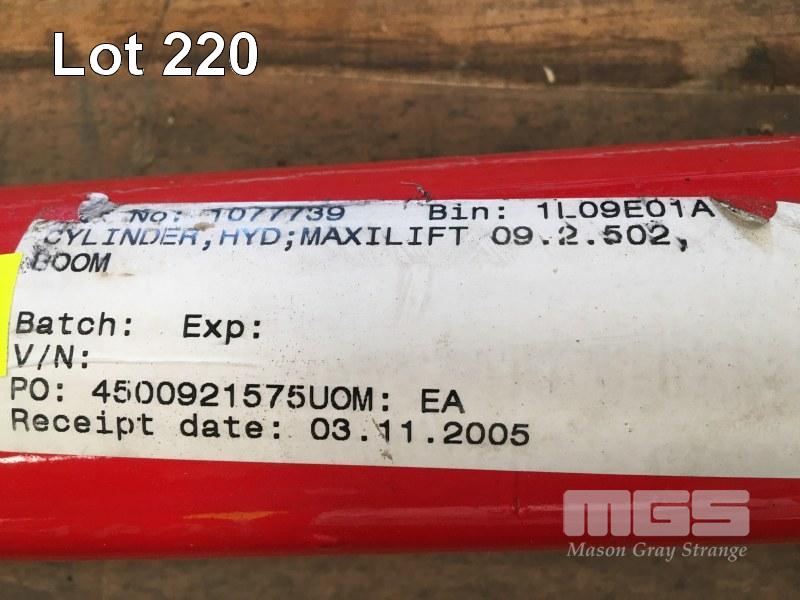 Lot 220
No: 1077739 Bin: 1L09E01A
CYLINDER,HYD;MAXILIFT 09.2.502,
BOOM
Batch: Exp:
V/N:
PO: 4500921575UOM: EA
Receipt date: 03.11.2005
MGS
Mason Gray Strange